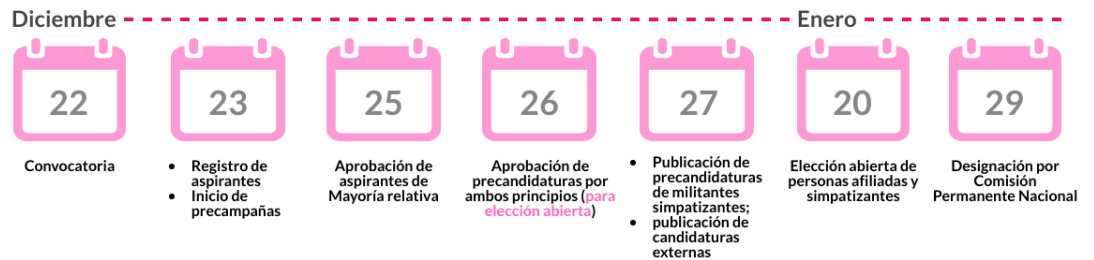 Diciembre
Enero
22
23
25
26
27
20
29
Convocatoria
• Registro de
aspirantes
• Inicio de
precampañas
Aprobación de
aspirantes de
Mayoría relativa
Aprobación de
precandidaturas por
ambos principios (para
elección abierta)
• Publicación de
precandidaturas
de militantes
simpatizantes;
• publicación de
candidaturas
externas
Elección abierta de
personas afiliadas y
simpatizantes
Designación por
Comisión
Permanente Nacional